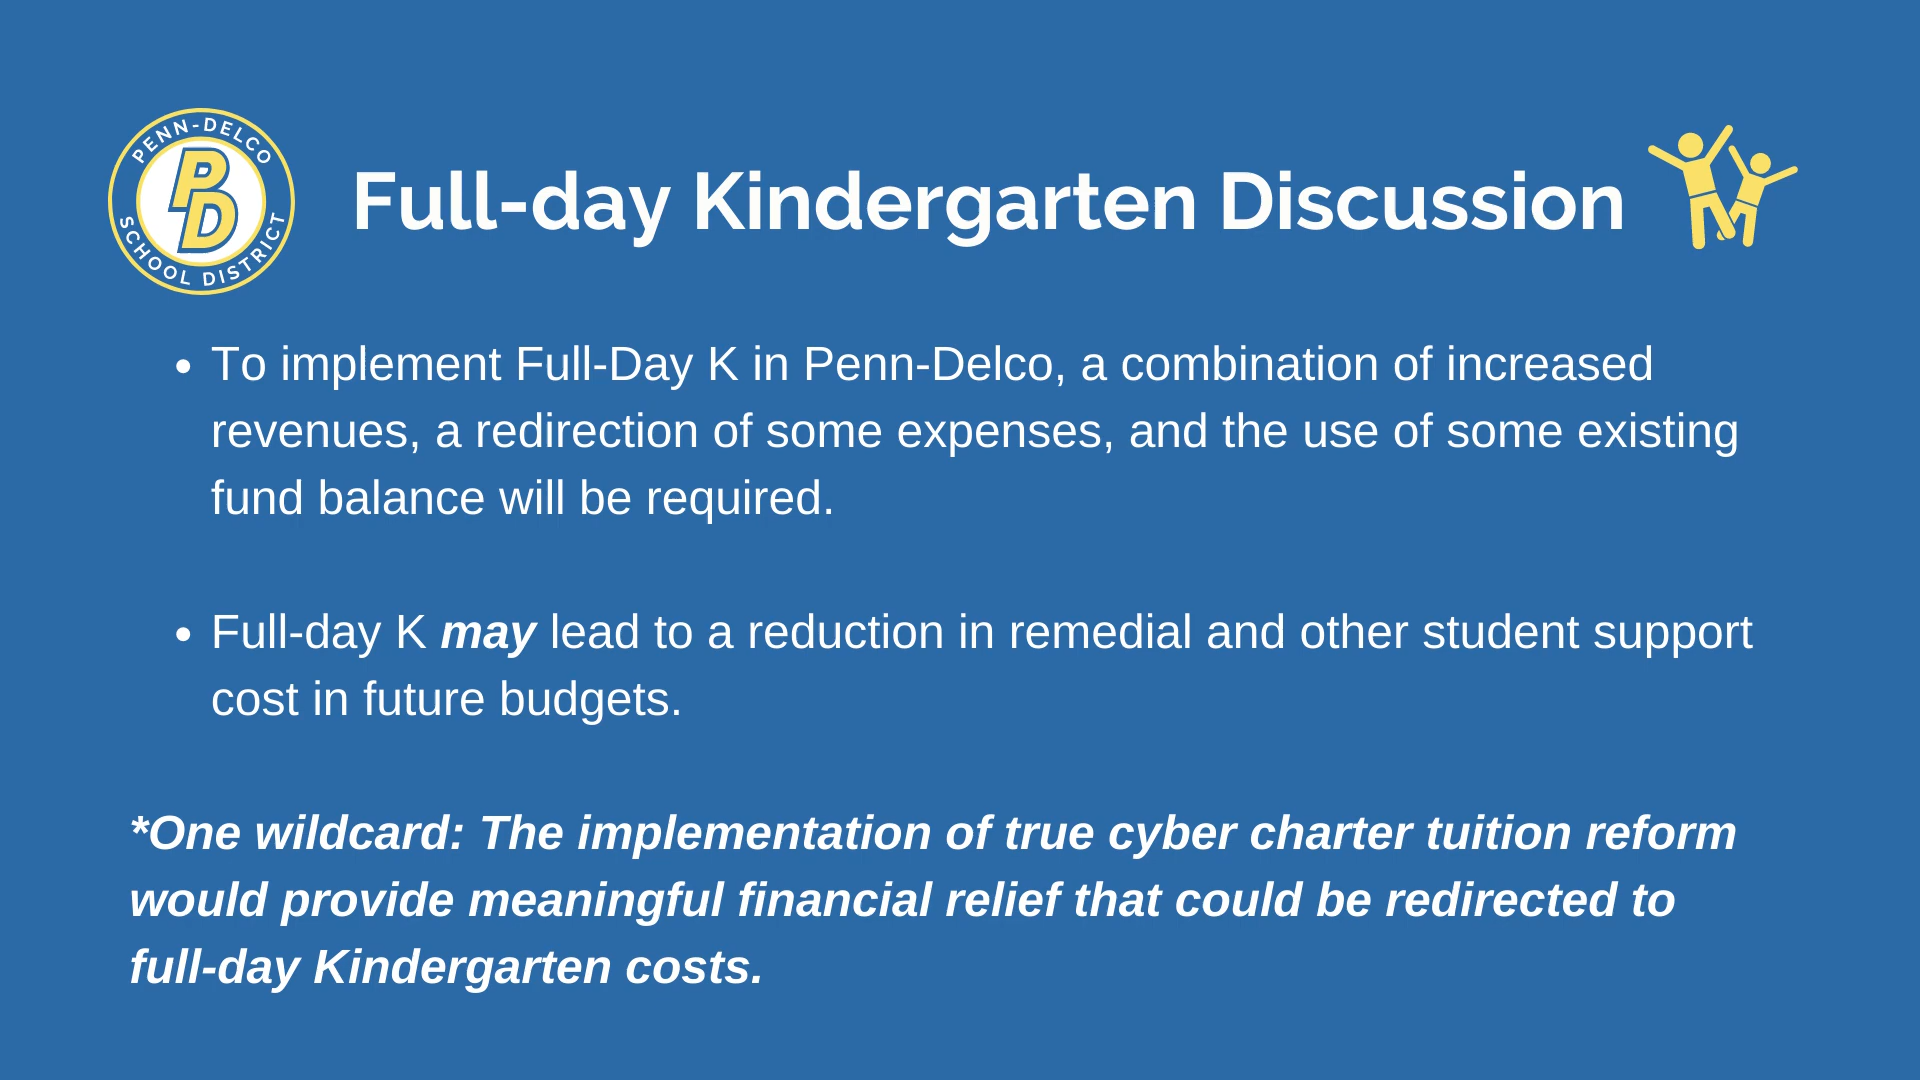 PENN-DELCO
PD
SCHOOL DISTRICT
Full-day Kindergarten Discussion
• To implement Full-Day K in Penn-Delco, a combination of increased
revenues, a redirection of some expenses, and the use of some existing
fund balance will be required.
• Full-day K may lead to a reduction in remedial and other student support
cost in future budgets.
*One wildcard: The implementation of true cyber charter tuition reform
would provide meaningful financial relief that could be redirected to
full-day Kindergarten costs.